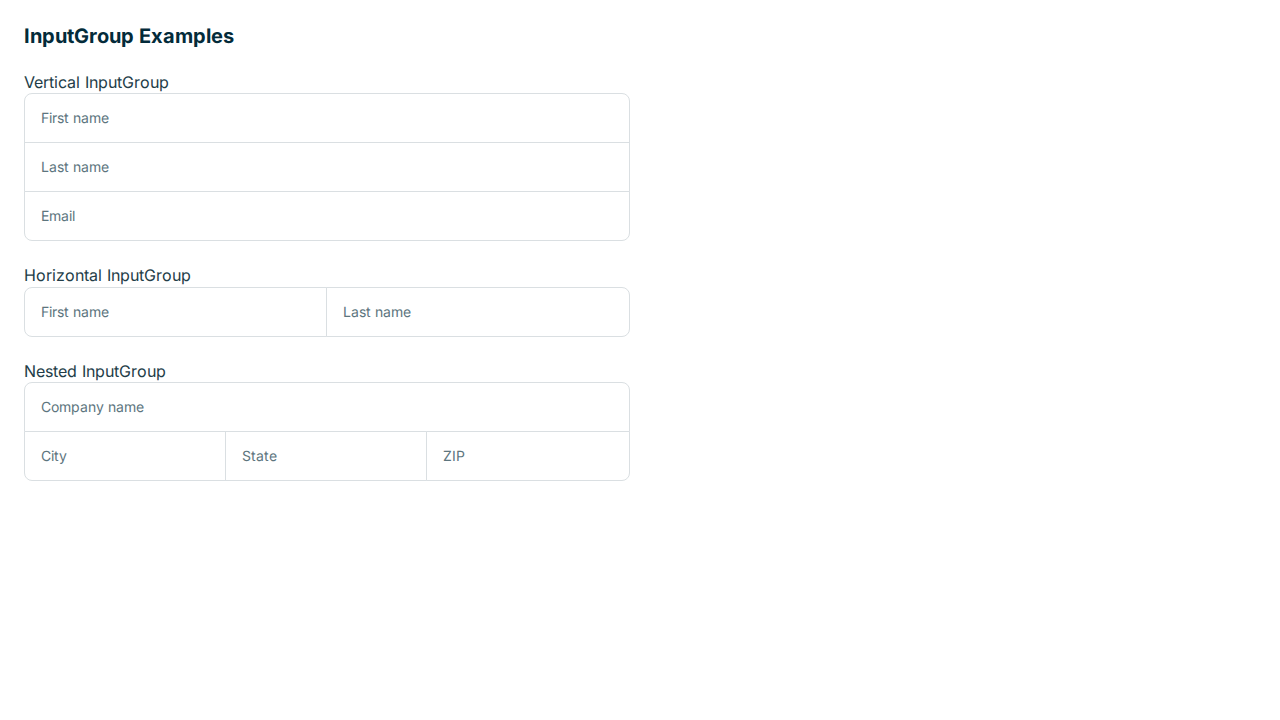 InputGroup Examples
Vertical InputGroup
First name
Last name
Email
Horizontal InputGroup
First name Last name
Nested InputGroup
Company name
City State ZIP